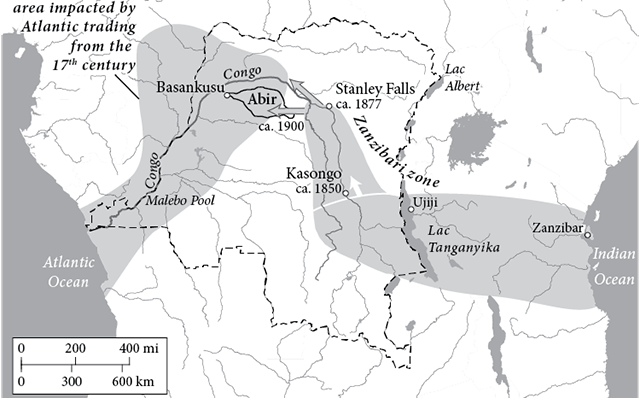 area impacted by
Atlantic trading
from the
17th century
Congo
Lac
Albert
Basankusu
Abir
Stanley Falls
ca. 1877
ca. 1900
Zanzibari zone
Congo
Kasongo
ca. 1850
Malebo Pool
Ujiji
Lac
Tanganyika
Zanzibar
Atlantic
Ocean
Indian
Ocean
0 200 400 mi
0 300 600 km